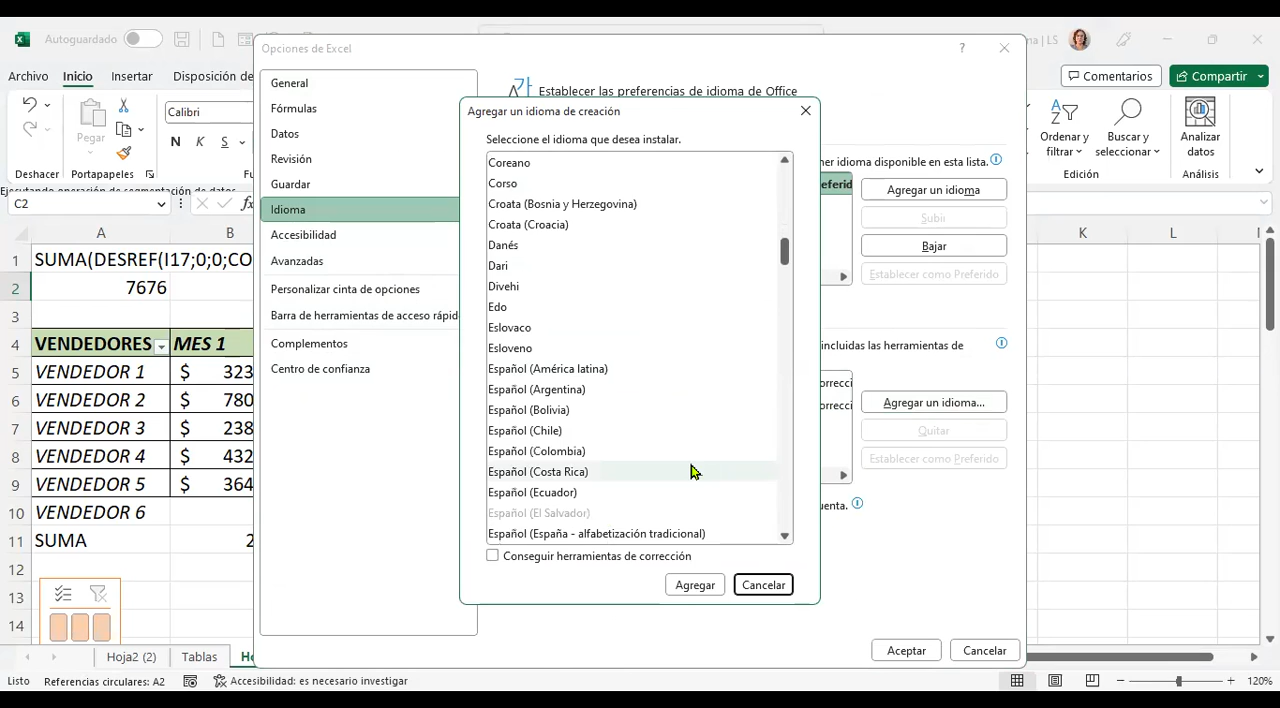 Autoguardado
Opciones de Excel
?
ma | LS
Archivo Inicio Insertar Disposición de
Comentarios Compartir
Pegar
Calibri
N K S
Deshacer Portapapeles Fu
Ordenar y filtrar
Buscar y seleccionar
Analizar datos
Edición Análisis
Ejecutando operación de segmentación de datos
C2
fx
A B K L
1 SUMA(DESREF(I17;0;0;CO
2 7676
3
4 VENDEDORES MES 1
5 VENDEDOR 1 $ 323
6 VENDEDOR 2 $ 780
7 VENDEDOR 3 $ 238
8 VENDEDOR 4 $ 432
9 VENDEDOR 5 $ 364
10 VENDEDOR 6
11 SUMA 2
12
13
14
Hoja2 (2) Tablas Ho
Listo Referencias circulares: A2 Accesibilidad: es necesario investigar
120%
General
Fórmulas
Datos
Revisión
Guardar
Idioma
Accesibilidad
Avanzadas
Personalizar cinta de opciones
Barra de herramientas de acceso rápid
Complementos
Centro de confianza
Establecer las preferencias de idioma de Office
ner idioma disponible en esta lista.
eferid
Agregar un idioma
Subir
Bajar
Establecer como Preferido
incluidas las herramientas de
orrecci
orrecci
Agregar un idioma...
Quitar
Establecer como Preferido
uenta.
Aceptar Cancelar
Agregar un idioma de creación
Seleccione el idioma que desea instalar.
Coreano
Corso
Croata (Bosnia y Herzegovina)
Croata (Croacia)
Danés
Dari
Divehi
Edo
Eslovaco
Esloveno
Español (América latina)
Español (Argentina)
Español (Bolivia)
Español (Chile)
Español (Colombia)
Español (Costa Rica)
Español (Ecuador)
Español (El Salvador)
Español (España - alfabetización tradicional)
Conseguir herramientas de corrección
Agregar Cancelar